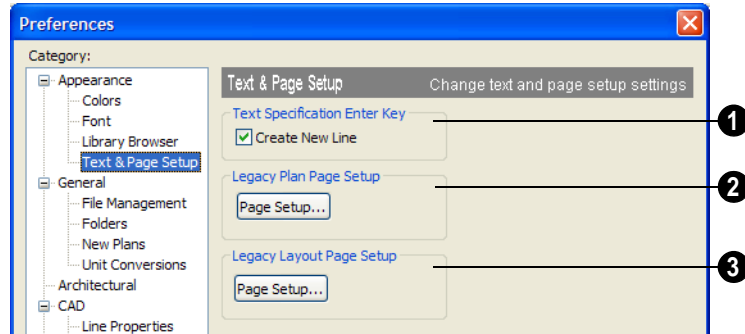 Preferences
Category:
Appearance
Colors
Font
Library Browser
Text & Page Setup
General
File Management
Folders
New Plans
Unit Conversions
Architectural
CAD
Line Properties
Text & Page Setup Change text and page setup settings
Text Specification Enter Key
Create New Line
1
Legacy Plan Page Setup
Page Setup...
2
Legacy Layout Page Setup
Page Setup...
3